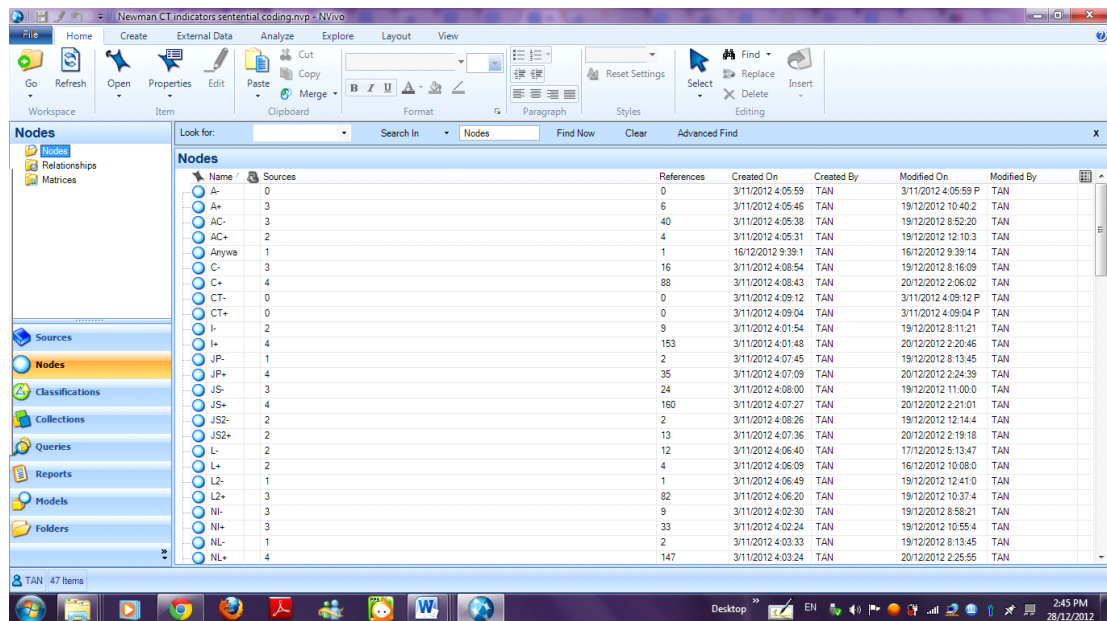 Newman CT indicators sentential coding.nvp - NVivo
File Home Create External Data Analyze Explore Layout View
Go Refresh Open Properties Edit Paste Cut Copy Merge B I U A Reset Settings Select Find Replace Delete Insert
Workspace Item Clipboard Format Paragraph Styles Editing
Nodes
Nodes
Relationships
Matrices
Sources
Nodes
Classifications
Collections
Queries
Reports
Models
Folders
Look for: Search In Nodes Find Now Clear Advanced Find x
Nodes
Name Sources References Created On Created By Modified On Modified By
A- 0 0 3/11/2012 4:05:59 TAN 3/11/2012 4:05:59 P TAN
A+ 3 6 3/11/2012 4:05:46 TAN 19/12/2012 10:40:2 TAN
AC- 3 40 3/11/2012 4:05:38 TAN 19/12/2012 8:52:20 TAN
AC+ 2 4 3/11/2012 4:05:31 TAN 19/12/2012 12:10:3 TAN
Anywa 1 1 16/12/2012 9:39:1 TAN 16/12/2012 9:39:14 TAN
C- 3 16 3/11/2012 4:08:54 TAN 19/12/2012 8:16:09 TAN
C+ 4 88 3/11/2012 4:08:43 TAN 20/12/2012 2:06:02 TAN
CT- 0 0 3/11/2012 4:09:12 TAN 3/11/2012 4:09:12 P TAN
CT+ 0 0 3/11/2012 4:09:04 TAN 3/11/2012 4:09:04 P TAN
I- 2 9 3/11/2012 4:01:54 TAN 19/12/2012 8:11:21 TAN
I+ 4 153 3/11/2012 4:01:48 TAN 20/12/2012 2:20:46 TAN
JP- 1 2 3/11/2012 4:07:45 TAN 19/12/2012 8:13:45 TAN
JP+ 4 35 3/11/2012 4:07:09 TAN 20/12/2012 2:24:39 TAN
JS- 3 24 3/11/2012 4:08:00 TAN 19/12/2012 11:00:0 TAN
JS+ 4 160 3/11/2012 4:07:27 TAN 20/12/2012 2:21:01 TAN
JS2- 2 2 3/11/2012 4:08:26 TAN 19/12/2012 12:14:4 TAN
JS2+ 2 13 3/11/2012 4:07:36 TAN 20/12/2012 2:19:18 TAN
L- 2 12 3/11/2012 4:06:40 TAN 17/12/2012 5:13:47 TAN
L+ 2 4 3/11/2012 4:06:09 TAN 16/12/2012 10:08:0 TAN
L2- 1 1 3/11/2012 4:06:49 TAN 19/12/2012 12:41:0 TAN
L2+ 3 82 3/11/2012 4:06:20 TAN 19/12/2012 10:37:4 TAN
NI- 3 9 3/11/2012 4:02:30 TAN 19/12/2012 8:58:21 TAN
NI+ 3 33 3/11/2012 4:02:24 TAN 19/12/2012 10:55:4 TAN
NL- 1 2 3/11/2012 4:03:33 TAN 19/12/2012 8:13:45 TAN
NL+ 4 147 3/11/2012 4:03:24 TAN 20/12/2012 2:25:55 TAN
TAN 47 Items
Desktop EN 2:45 PM
28/12/2012